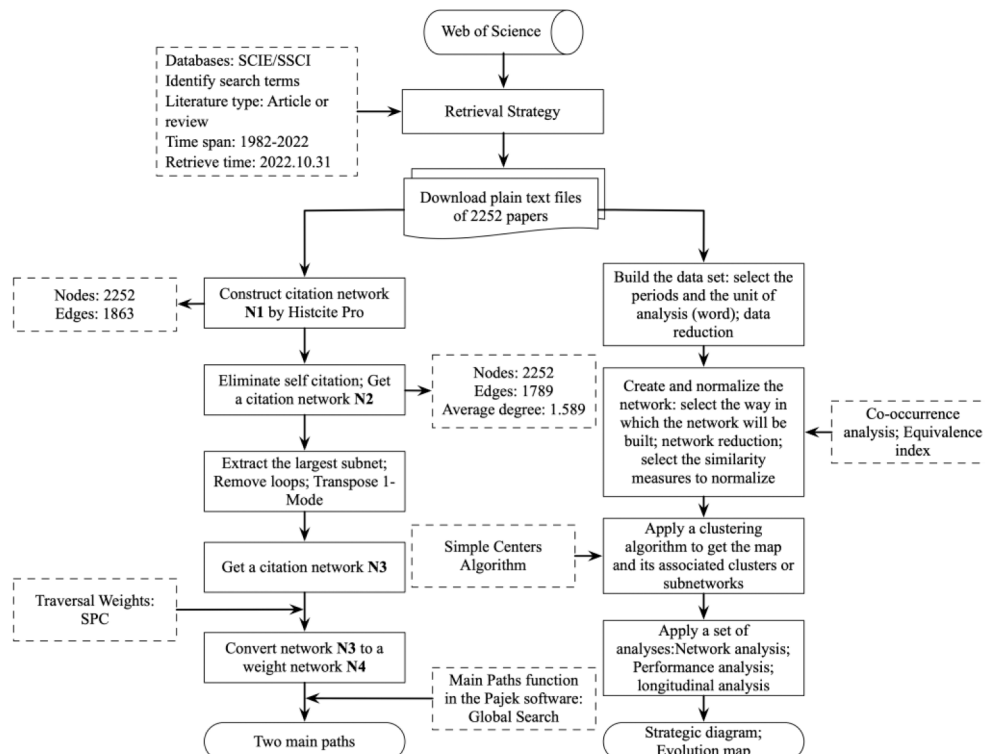 Web of Science
Databases: SCIE/SSCI
Identify search terms
Literature type: Article or
review
Time span: 1982-2022
Retrieve time: 2022.10.31
Retrieval Strategy
Download plain text files
of 2252 papers
Nodes: 2252
Edges: 1863
Construct citation network
N1 by Histcite Pro
Build the data set: select the
periods and the unit of
analysis (word); data
reduction
Eliminate self citation; Get
a citation network N2
Nodes: 2252
Edges: 1789
Average degree: 1.589
Create and normalize the
network: select the way in
which the network will be
built; network reduction;
select the similarity
measures to normalize
Co-occurrence
analysis; Equivalence
index
Extract the largest subnet;
Remove loops; Transpose 1-
Mode
Simple Centers
Algorithm
Apply a clustering
algorithm to get the map
and its associated clusters or
subnetworks
Get a citation network N3
Traversal Weights:
SPC
Convert network N3 to a
weight network N4
Apply a set of
analyses:Network analysis;
Performance analysis;
longitudinal analysis
Main Paths function
in the Pajek software:
Global Search
Two main paths
Strategic diagram;
Evolution map